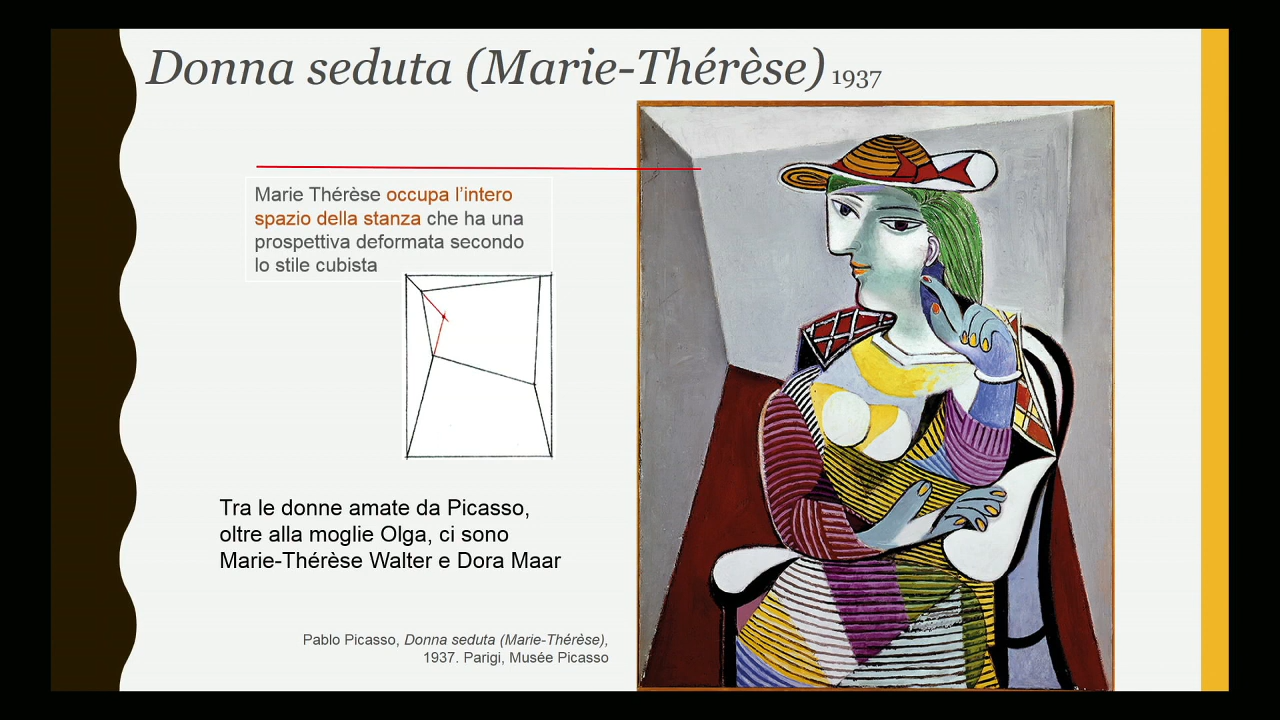 Donna seduta (Marie-Thérèse) 1937
Marie Thérèse occupa l’intero
spazio della stanza che ha una
prospettiva deformata secondo
lo stile cubista
Tra le donne amate da Picasso,
oltre alla moglie Olga, ci sono
Marie-Thérèse Walter e Dora Maar
Pablo Picasso, Donna seduta (Marie-Thérèse),
1937. Parigi, Musée Picasso